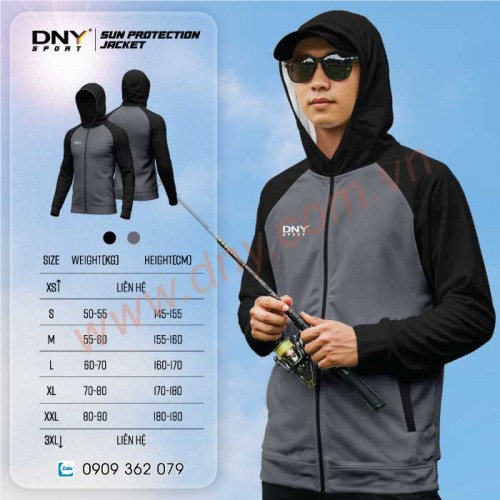 DNY SPORT
SUN PROTECTION JACKET
DNY SPORT
SIZE WEIGHT(KG) HEIGHT(CM)
XS↑ LIÊN HỆ
S 50-55 145-155
M 55-60 155-160
L 60-70 160-170
XL 70-80 170-180
XXL 80-90 180-190
3XL↓ LIÊN HỆ
Zalo 0909 362 079
www.dny.com.vn